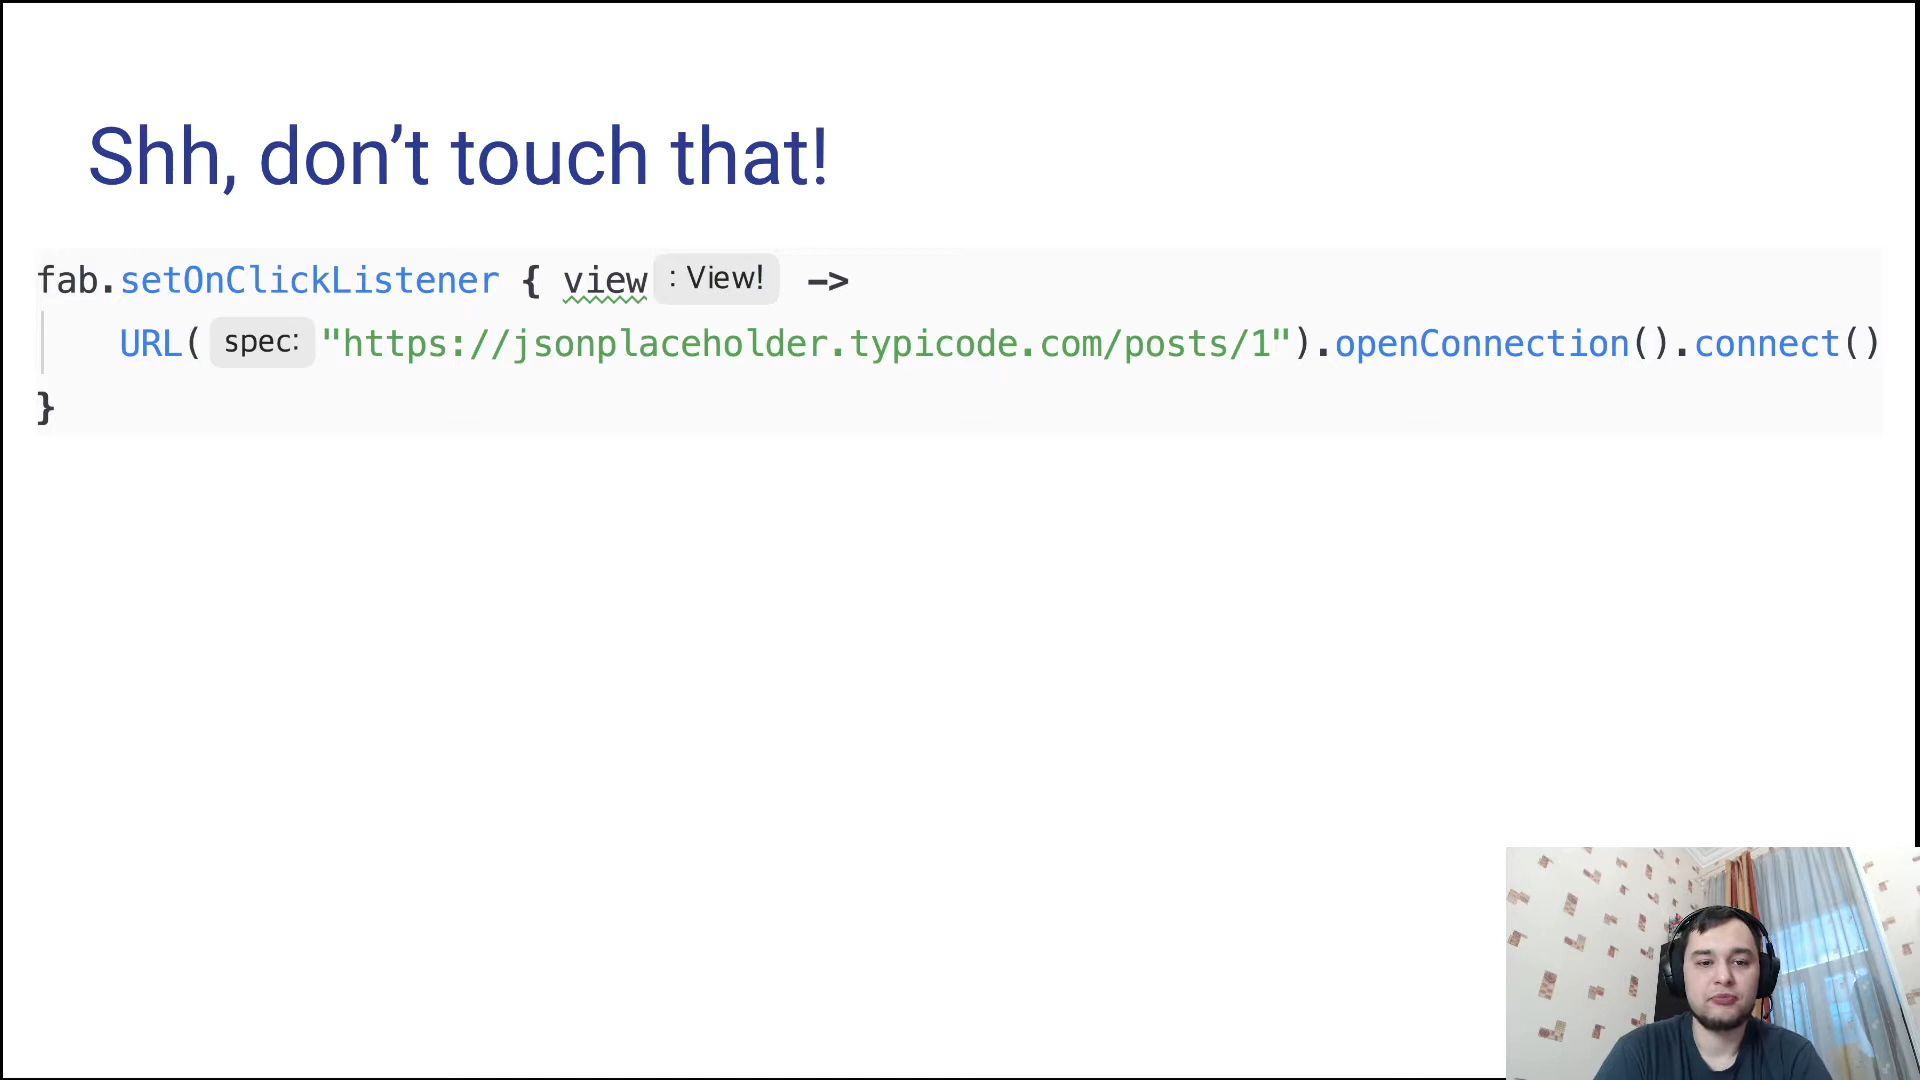 Shh, don’t touch that!
fab.setOnClickListener { view : View! ->
URL( spec: "https://jsonplaceholder.typicode.com/posts/1").openConnection().connect()
}